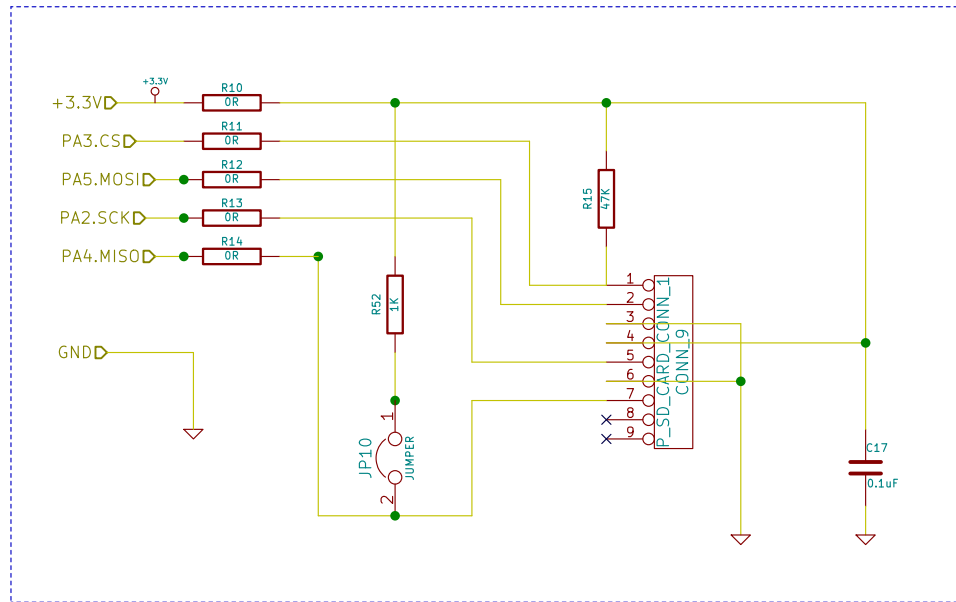 +3.3V
+3.3V
R10
0R
PA3.CS
R11
0R
PA5.MOSI
R12
0R
PA2.SCK
R13
0R
PA4.MISO
R14
0R
R15
47K
R52
1K
GND
1
2
3
4
5
6
7
8
9
P_SD_CARD_CONN_1
CONN_9
1
JP10
JUMPER
2
C17
0.1uF